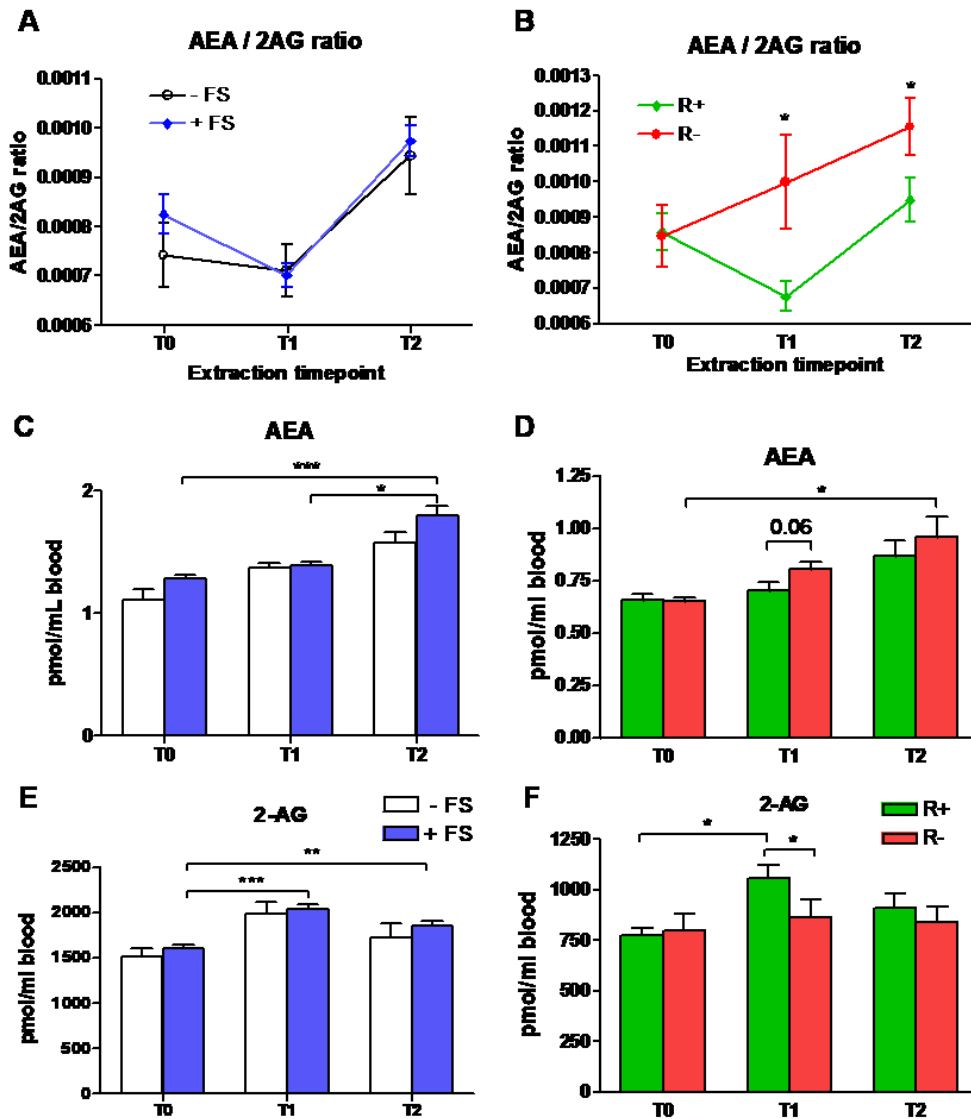 A
AEA / 2AG ratio
0.0011
0.0010
0.0009
0.0008
0.0007
0.0006
AEA/2AG ratio
- FS
+ FS
T0 T1 T2
Extraction timepoint
B
AEA / 2AG ratio
0.0013
0.0012
0.0011
0.0010
0.0009
0.0008
0.0007
0.0006
AEA/2AG ratio
R+
R-
* *
T0 T1 T2
Extraction timepoint
C
AEA
***
*
2
1
0
pmol/mL blood
T0 T1 T2
D
AEA
*
0.06
1.25
1.00
0.75
0.50
0.25
0.00
pmol/ml blood
T0 T1 T2
E
2-AG
- FS
+ FS
**
***
2500
2000
1500
1000
500
0
pmol/ml blood
T0 T1 T2
F
2-AG
R+
R-
* *
1250
1000
750
500
250
0
pmol/ml blood
T0 T1 T2